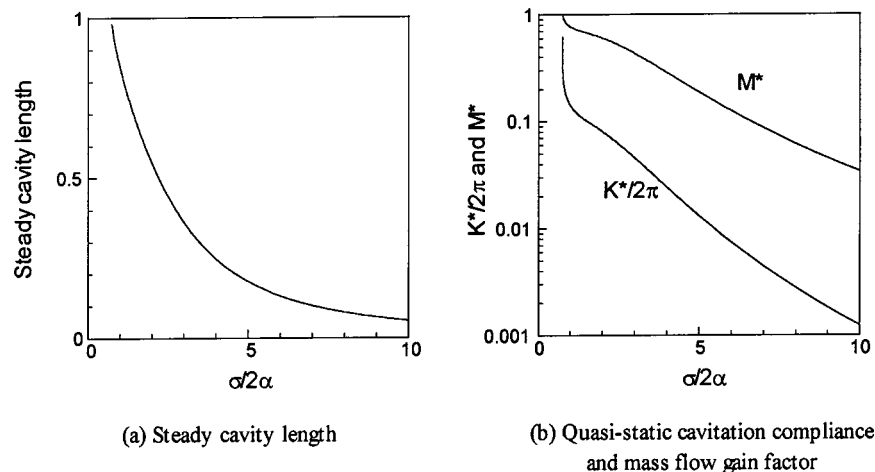 1
0.5
0
0
5
10
Steady cavity length
σ/2α
(a) Steady cavity length
1
0.1
0.01
0.001
0
5
10
K*/2π and M*
M*
K*/2π
σ/2α
(b) Quasi-static cavitation compliance
and mass flow gain factor